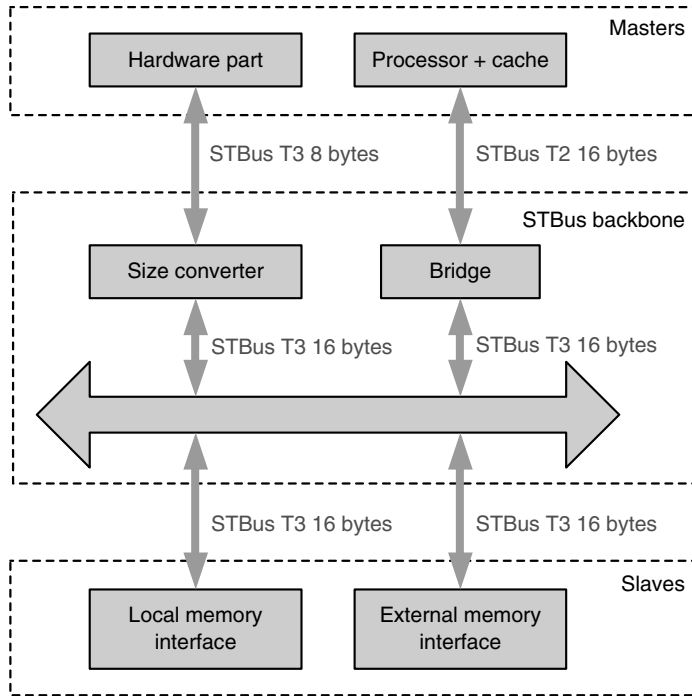 Masters
Hardware part
Processor + cache
STBus T3 8 bytes
STBus T2 16 bytes
STBus backbone
Size converter
Bridge
STBus T3 16 bytes
STBus T3 16 bytes
STBus T3 16 bytes
STBus T3 16 bytes
Slaves
Local memory
interface
External memory
interface